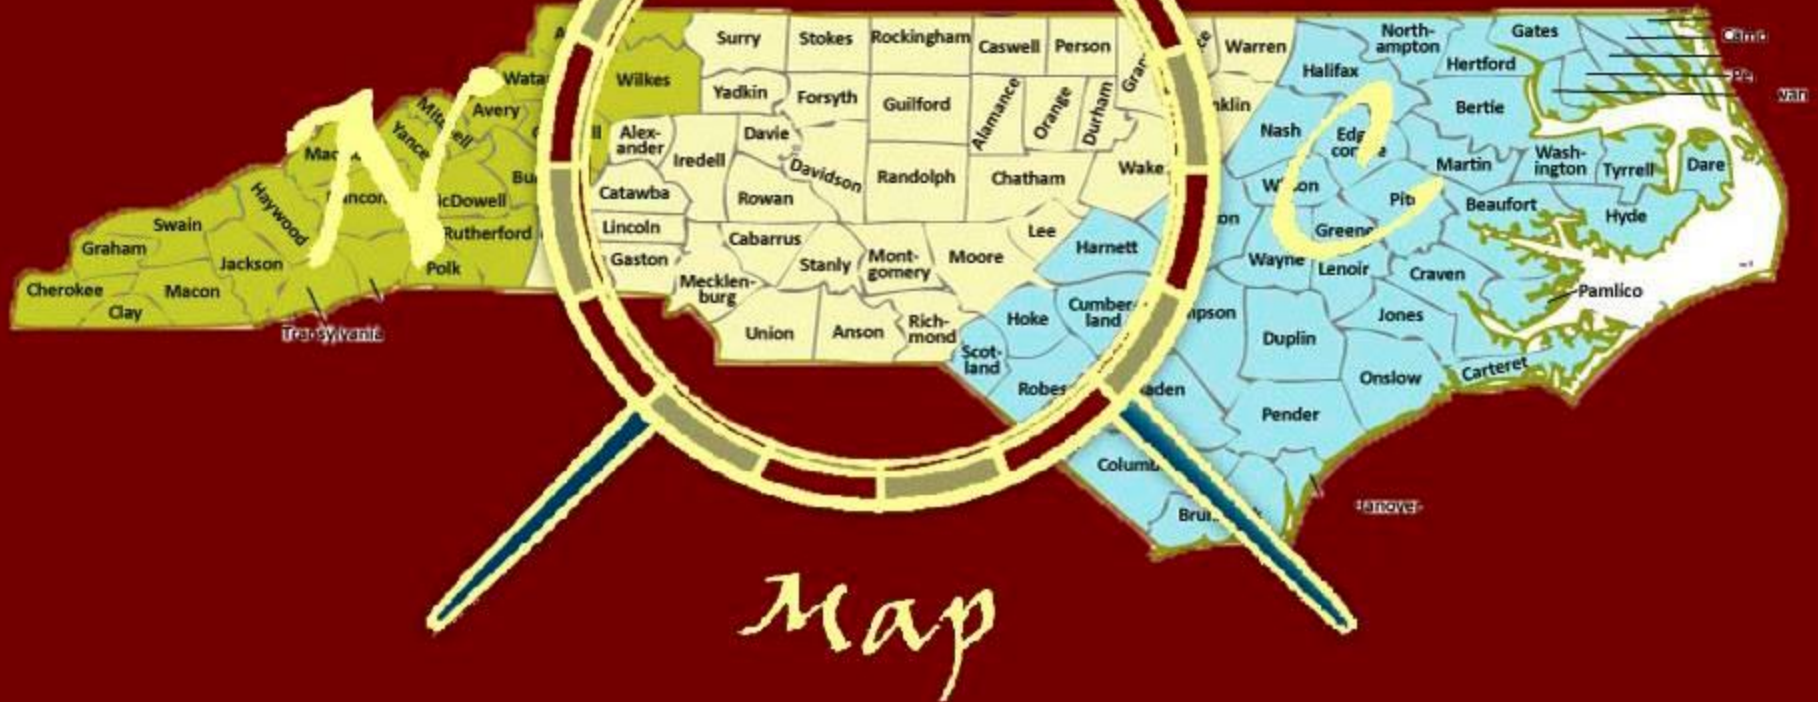 Surry
Stokes
Rockingham
Caswell
Person
Warren
North-
ampton
Gates
Hertford
Halifax
Wilkes
Yadkin
Forsyth
Guilford
Alamance
Orange
Durham
Bertie
Avery
Alex-
ander
Davie
Iredell
Davidson
Nash
Martin
Wash-
ington
Tyrrell
Dare
Wake
Randolph
Chatham
Catawba
Rowan
Haywood
Swain
Graham
Jackson
Rutherford
Lincoln
Cabarrus
Lee
Harnett
Beaufort
Hyde
Gaston
Stanly
Mont-
gomery
Moore
Wayne
Lenoir
Craven
Polk
Cherokee
Macon
Clay
Transylvania
Mecklen-
burg
Union
Anson
Rich-
mond
Hoke
Cumber-
land
Scot-
land
Jones
Pamlico
Duplin
Onslow
Carteret
Pender
N
C
Map